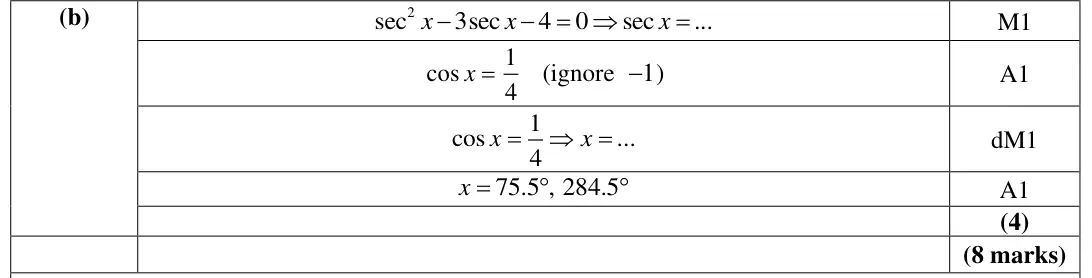 (b) sec² x − 3sec x − 4 = 0 ⇒ sec x = ... M1
cos x = 1/4 (ignore −1) A1
cos x = 1/4 ⇒ x = ... dM1
x = 75.5°, 284.5° A1
(4)
(8 marks)